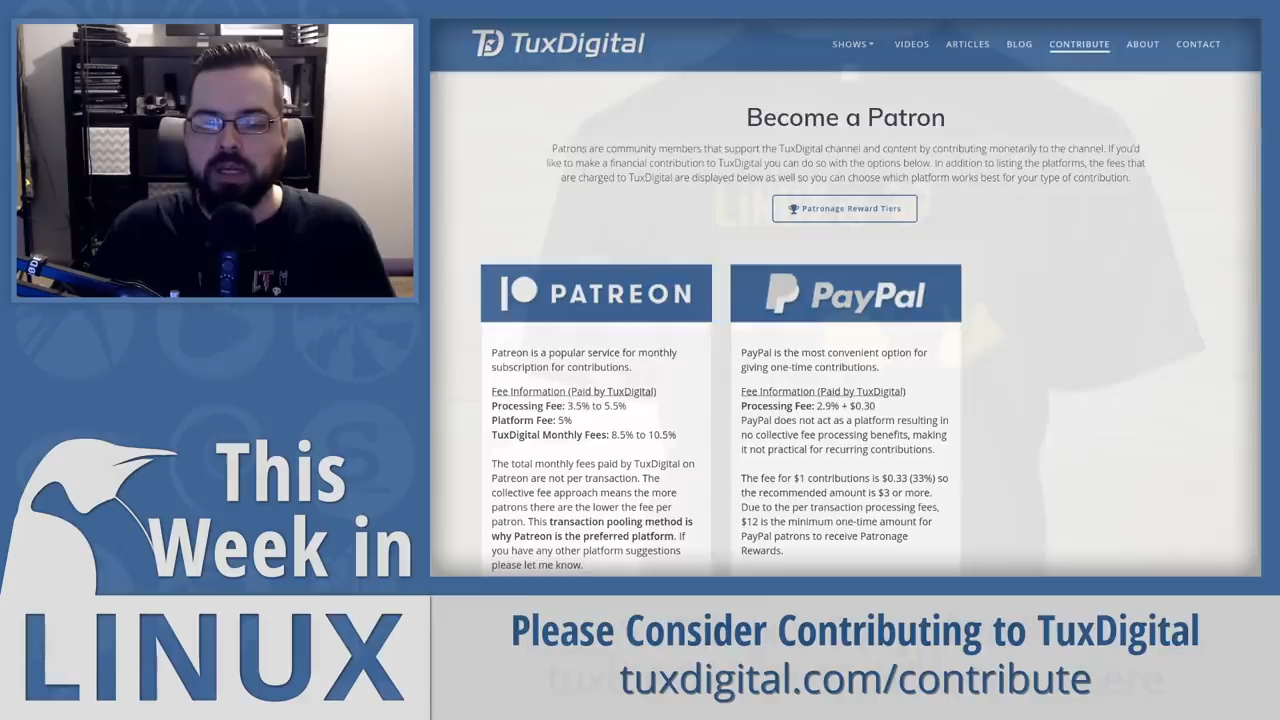 TuxDigital
SHOWS VIDEOS ARTICLES BLOG CONTRIBUTE ABOUT CONTACT
Become a Patron
Patrons are community members that support the TuxDigital channel and content by contributing monetarily to the channel. If you'd
like to make a financial contribution to TuxDigital you can do so with the options below. In addition to listing the platforms, the fees that
are charged to TuxDigital are displayed below as well so you can choose which platform works best for your type of contribution.
Patronage Reward Tiers
PATREON
Patreon is a popular service for monthly
subscription for contributions.
Fee Information (Paid by TuxDigital)
Processing Fee: 3.5% to 5.5%
Platform Fee: 5%
TuxDigital Monthly Fees: 8.5% to 10.5%
The total monthly fees paid by TuxDigital on
Patreon are not per transaction. The
collective fee approach means the more
patrons there are the lower the fee per
patron. This transaction pooling method is
why Patreon is the preferred platform. If
you have any other platform suggestions
please let me know.
PayPal
PayPal is the most convenient option for
giving one-time contributions.
Fee Information (Paid by TuxDigital)
Processing Fee: 2.9% + $0.30
PayPal does not act as a platform resulting in
no collective fee processing benefits, making
it not practical for recurring contributions.
The fee for $1 contributions is $0.33 (33%) so
the recommended amount is $3 or more.
Due to the per transaction processing fees,
$12 is the minimum one-time amount for
PayPal patrons to receive Patronage
Rewards.
This
Week in
LINUX
Please Consider Contributing to TuxDigital
tuxdigital.com/contribute